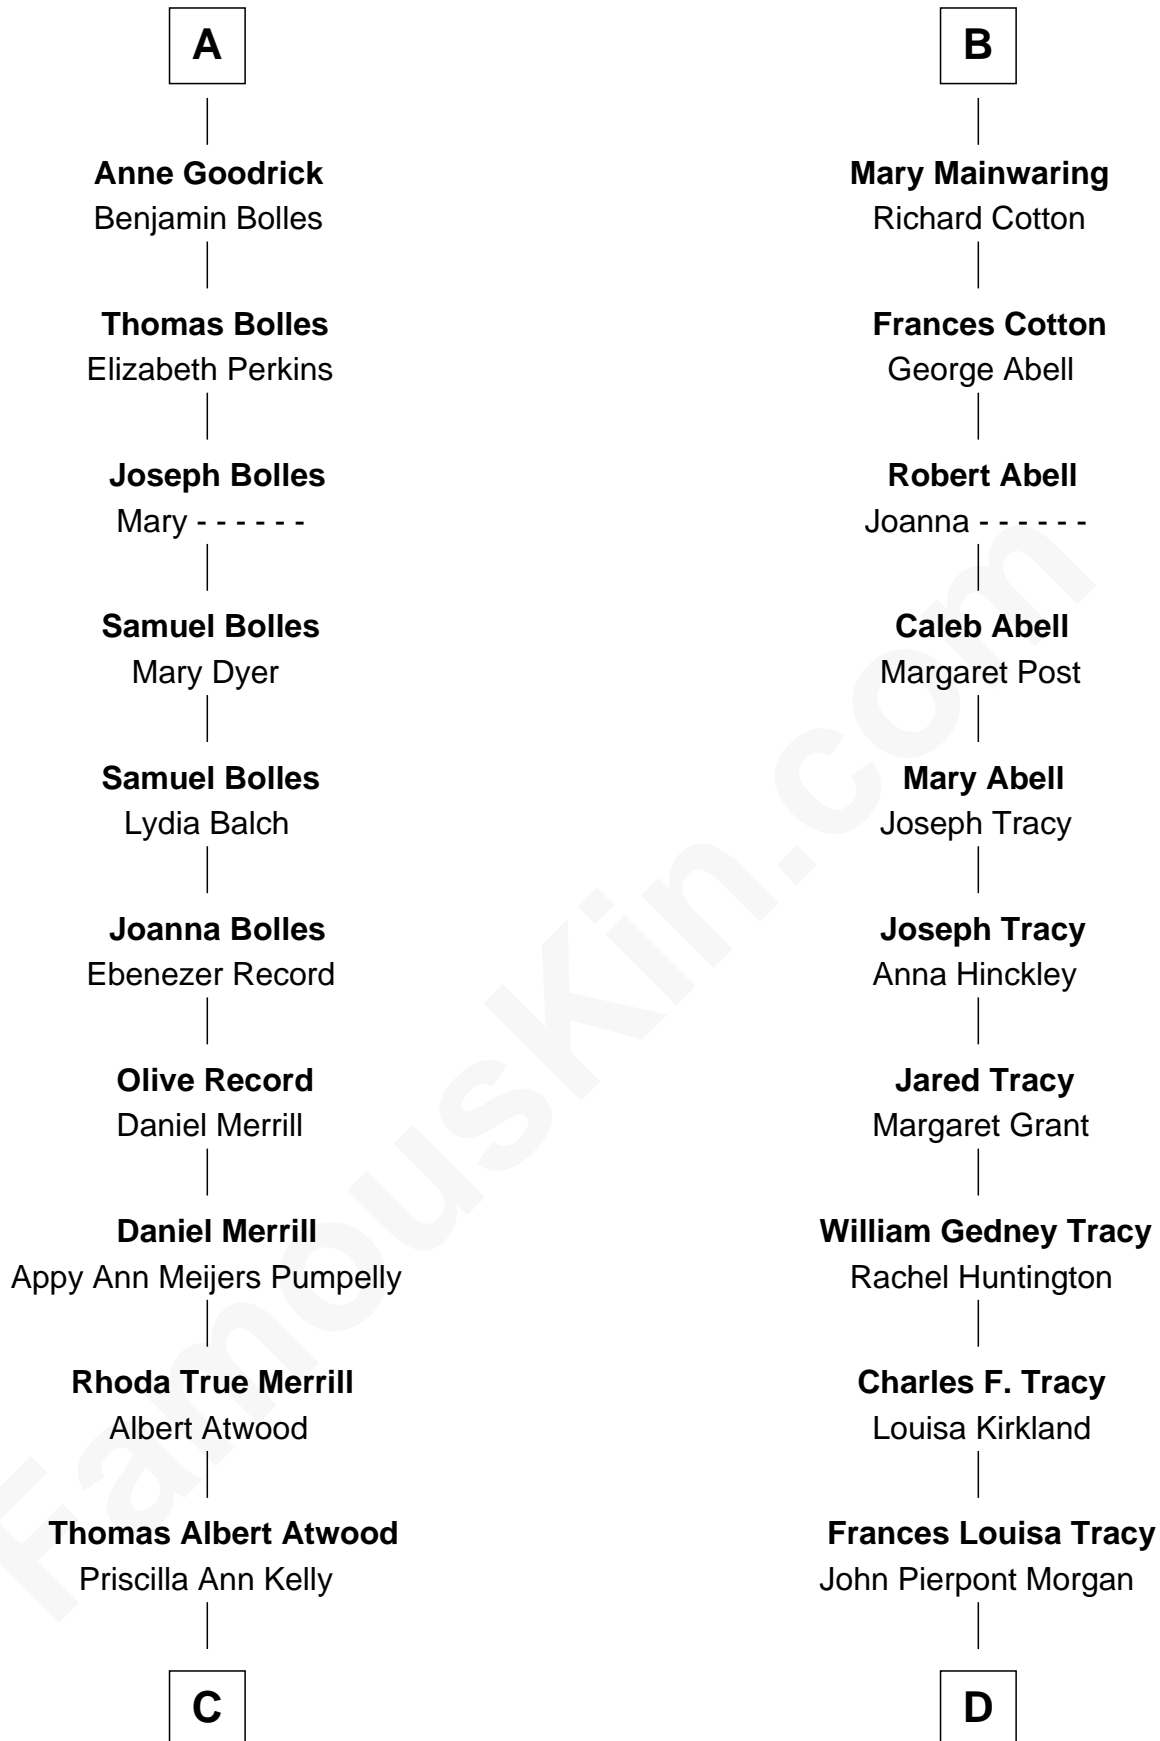 A
Anne Goodrick
Benjamin Bolles
Thomas Bolles
Elizabeth Perkins
Joseph Bolles
Mary - - - - - -
Samuel Bolles
Mary Dyer
Samuel Bolles
Lydia Balch
Joanna Bolles
Ebenezer Record
Olive Record
Daniel Merrill
Daniel Merrill
Appy Ann Meijers Pumpelly
Rhoda True Merrill
Albert Atwood
Thomas Albert Atwood
Priscilla Ann Kelly
C
B
Mary Mainwaring
Richard Cotton
Frances Cotton
George Abell
Robert Abell
Joanna - - - - - -
Caleb Abell
Margaret Post
Mary Abell
Joseph Tracy
Joseph Tracy
Anna Hinckley
Jared Tracy
Margaret Grant
William Gedney Tracy
Rachel Huntington
Charles F. Tracy
Louisa Kirkland
Frances Louisa Tracy
John Pierpont Morgan
D
FamousKin.com